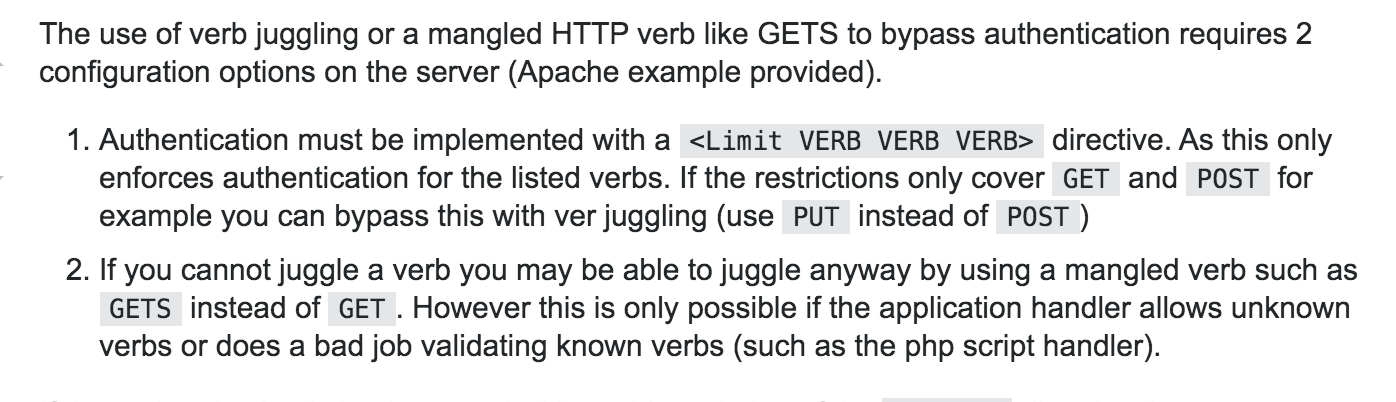 The use of verb juggling or a mangled HTTP verb like GETS to bypass authentication requires 2
configuration options on the server (Apache example provided).
1. Authentication must be implemented with a <Limit VERB VERB VERB> directive. As this only
enforces authentication for the listed verbs. If the restrictions only cover GET and POST for
example you can bypass this with ver juggling (use PUT instead of POST )
2. If you cannot juggle a verb you may be able to juggle anyway by using a mangled verb such as
GETS instead of GET . However this is only possible if the application handler allows unknown
verbs or does a bad job validating known verbs (such as the php script handler).